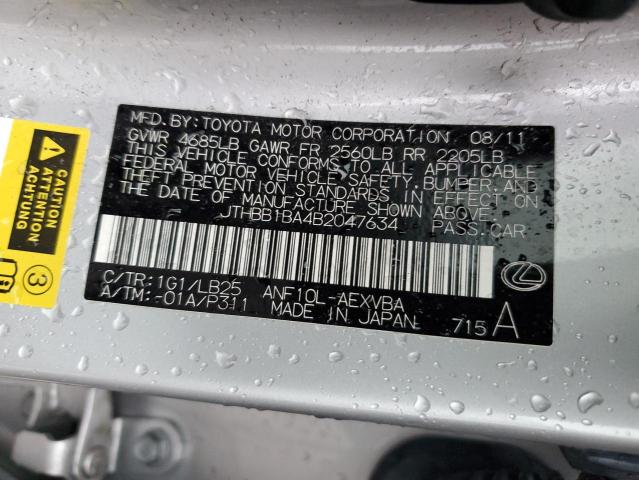 MFD. BY: TOYOTA MOTOR CORPORATION 08/11
GVWR 4685LB GAWR FR 2560LB RR 2205LB
THIS VEHICLE CONFORMS TO ALL APPLICABLE
FEDERAL MOTOR VEHICLE SAFETY, BUMPER, AND
THEFT PREVENTION STANDARDS IN EFFECT ON
THE DATE OF MANUFACTURE SHOWN ABOVE.
JTHBB1BA4B2047634 PASS.CAR
C/TR: 1G1/LB25 ANF10L-AEXVBA
A/TM: -01A/P311 MADE IN JAPAN 715 A
CAUTION
ATTENTION
ACHTUNG
3